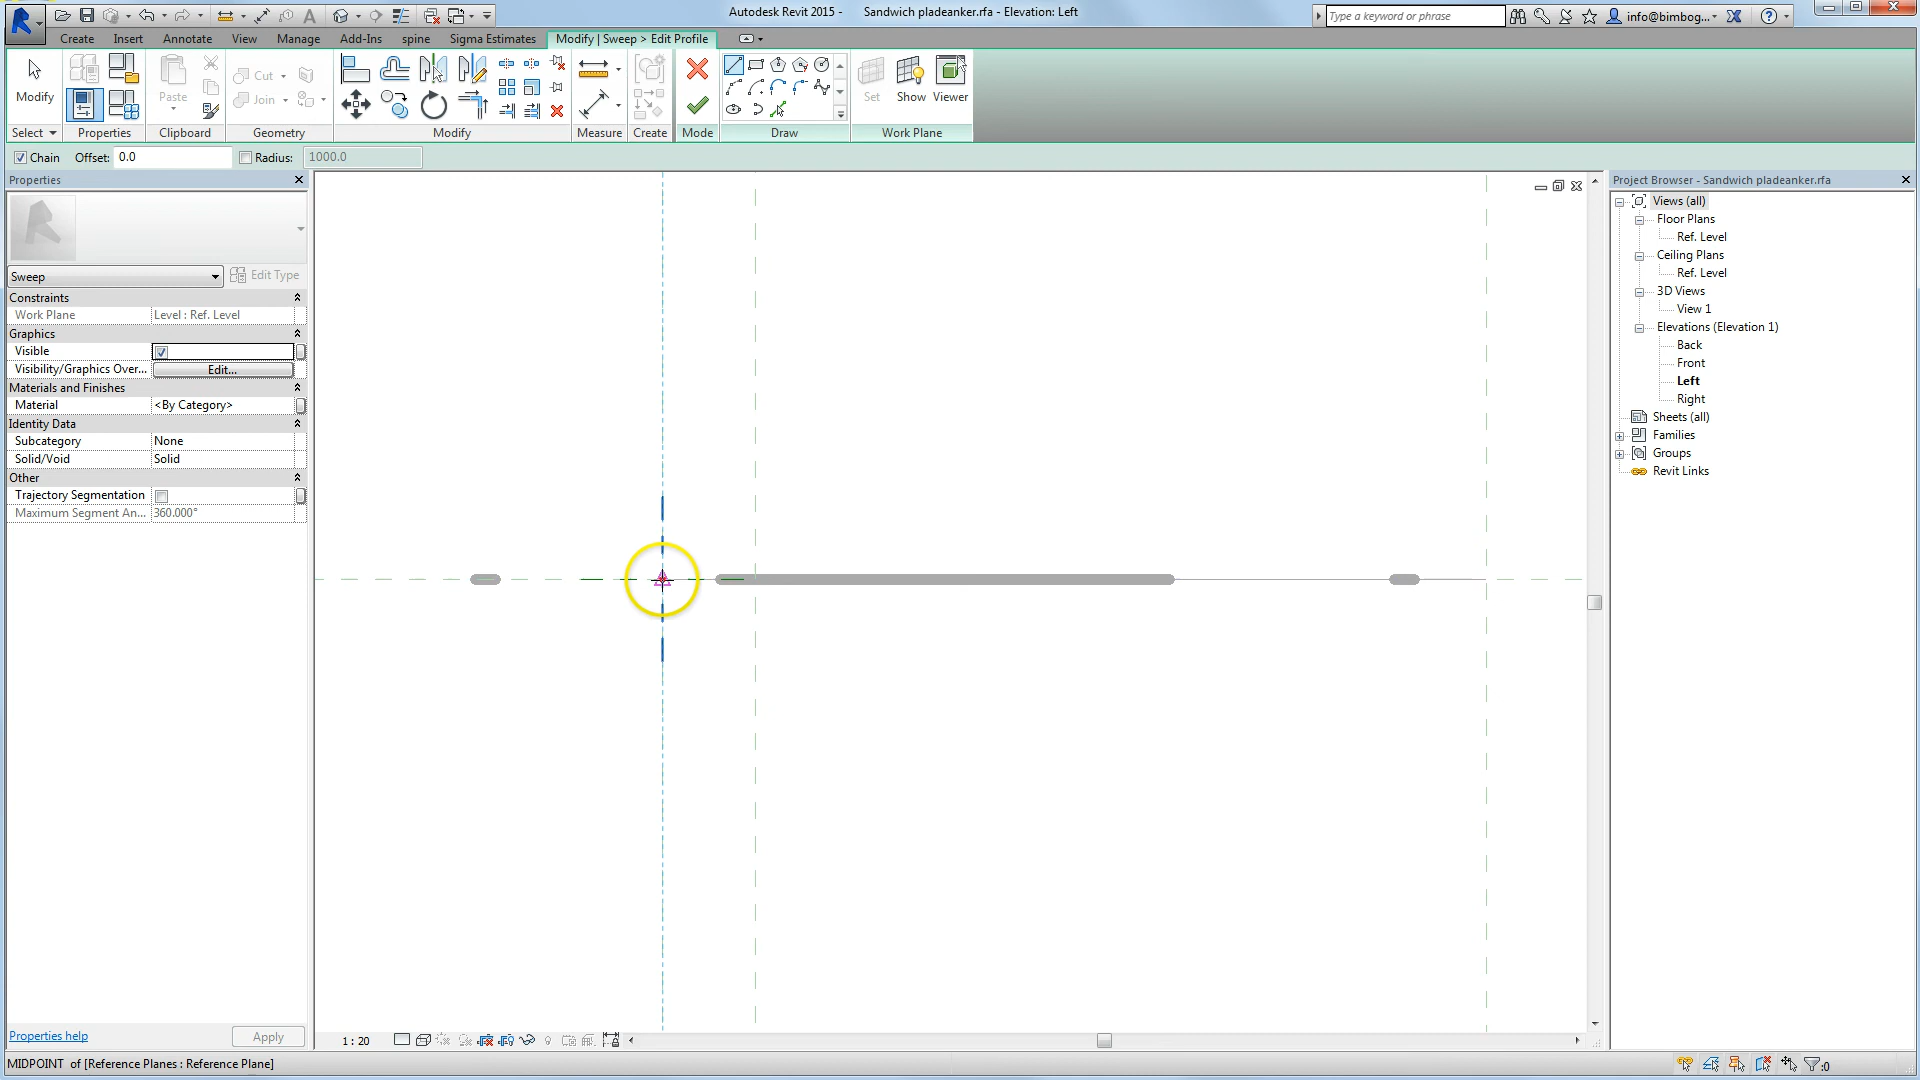 Autodesk Revit 2015 - Sandwich pladeanker.rfa - Elevation: Left
Type a keyword or phrase
info@bimbog...
Create Insert Annotate View Manage Add-Ins spine Sigma Estimates Modify | Sweep > Edit Profile
Modify
Paste
Cut
Join
Set Show Viewer
Select Properties Clipboard Geometry Modify Measure Create Mode Draw Work Plane
Chain Offset: 0.0 Radius: 1000.0
Properties
Sweep
Edit Type
Constraints
Work Plane Level : Ref. Level
Graphics
Visible
Visibility/Graphics Over... Edit...
Materials and Finishes
Material <By Category>
Identity Data
Subcategory None
Solid/Void Solid
Other
Trajectory Segmentation
Maximum Segment An... 360.000°
Properties help
Apply
1 : 20
Project Browser - Sandwich pladeanker.rfa
Views (all)
Floor Plans
Ref. Level
Ceiling Plans
Ref. Level
3D Views
View 1
Elevations (Elevation 1)
Back
Front
Left
Right
Sheets (all)
Families
Groups
Revit Links
MIDPOINT of [Reference Planes : Reference Plane]
:0